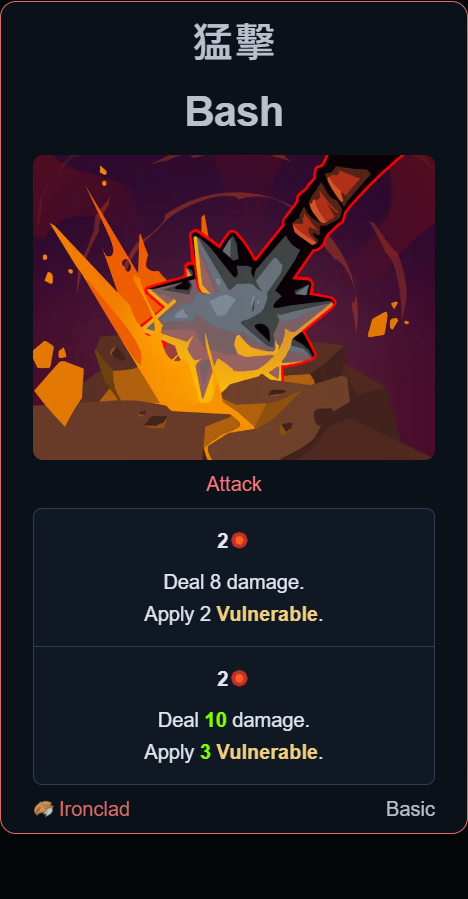 猛擊
Bash
Attack
2
Deal 8 damage.
Apply 2 Vulnerable.
2
Deal 10 damage.
Apply 3 Vulnerable.
Ironclad
Basic